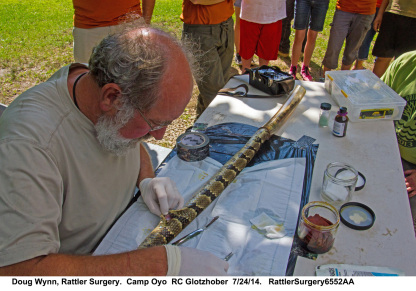 Doug Wynn, Rattler Surgery. Camp Oyo RC Glotzhober 7/24/14. RattlerSurgery6552AA